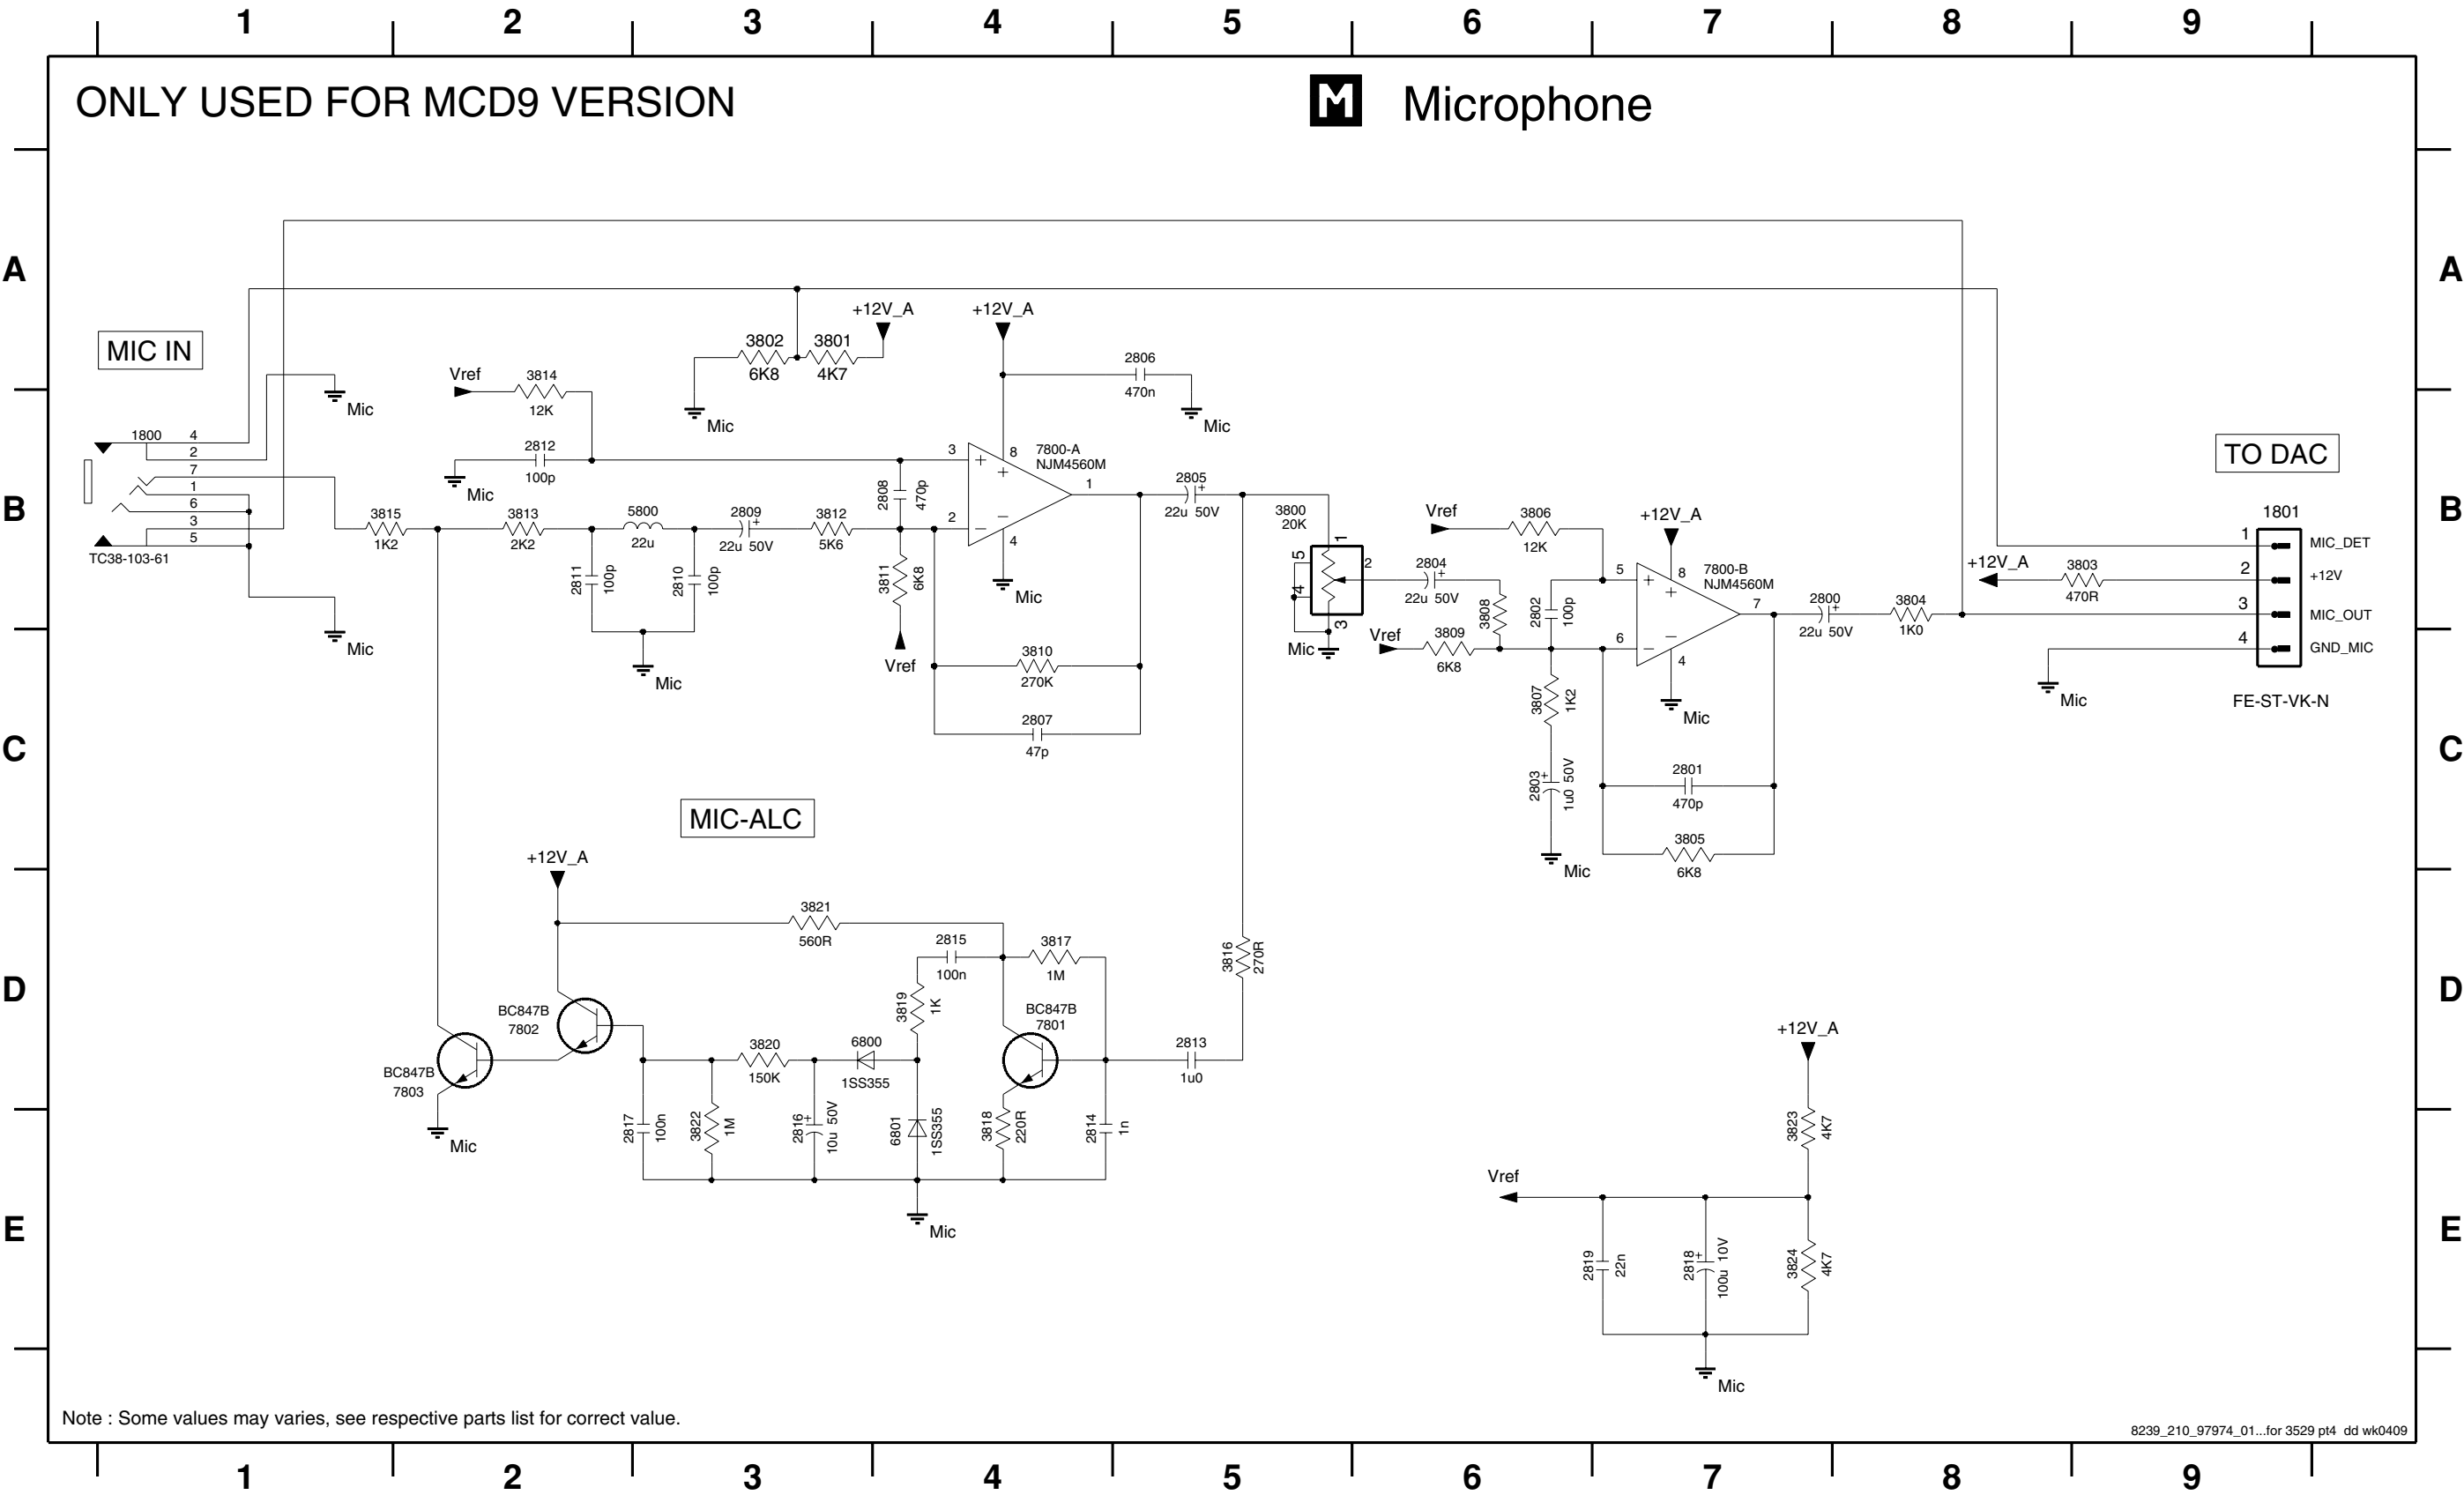 1 2 3 4 5 6 7 8 9
ONLY USED FOR MCD9 VERSION
M Microphone
A A
+12V_A +12V_A
MIC IN
3802 3801
6K8 4K7
2806
470n
Vref 3814
12K
Mic Mic Mic
1800 4
2
7
1
6
3
5
TC38-103-61
2812
100p
Mic
3 8 7800-A
NJM4560M
1
2
4
Mic
2808 470p
2805
22u 50V
TO DAC
B B
3815
1K2
3813
2K2
5800
22u
2809
22u 50V
3812
5K6
2811 100p
2810 100p
3811 6K8
Vref
Mic
Mic
3800
20K
1
5
2
4
3
Mic
Vref 3806
12K
+12V_A
2804
22u 50V
3808
2802 100p
5 8 7800-B
NJM4560M
7
6
4
Mic
Vref 3809
6K8
2800
22u 50V
3804
1K0
+12V_A 3803
470R
1801
1 MIC_DET
2 +12V
3 MIC_OUT
4 GND_MIC
Mic
FE-ST-VK-N
3810
270K
2807
47p
3807 1K2
C C
2803 1u0 50V
Mic
2801
470p
3805
6K8
MIC-ALC
+12V_A
3821
560R
2815
100n
3817
1M
3816 270R
D D
BC847B
7802
3819 1K
BC847B
7801
+12V_A
BC847B
7803
3820
150K
6800
1SS355
2813
1u0
Mic
2817 100n
3822 1M
2816 10u 50V
6801 1SS355
3818 220R
2814 1n
3823 4K7
Vref
E E
Mic
2819 22n
2818 100u 10V
3824 4K7
Mic
Note : Some values may varies, see respective parts list for correct value.
8239_210_97974_01...for 3529 pt4 dd wk0409
1 2 3 4 5 6 7 8 9